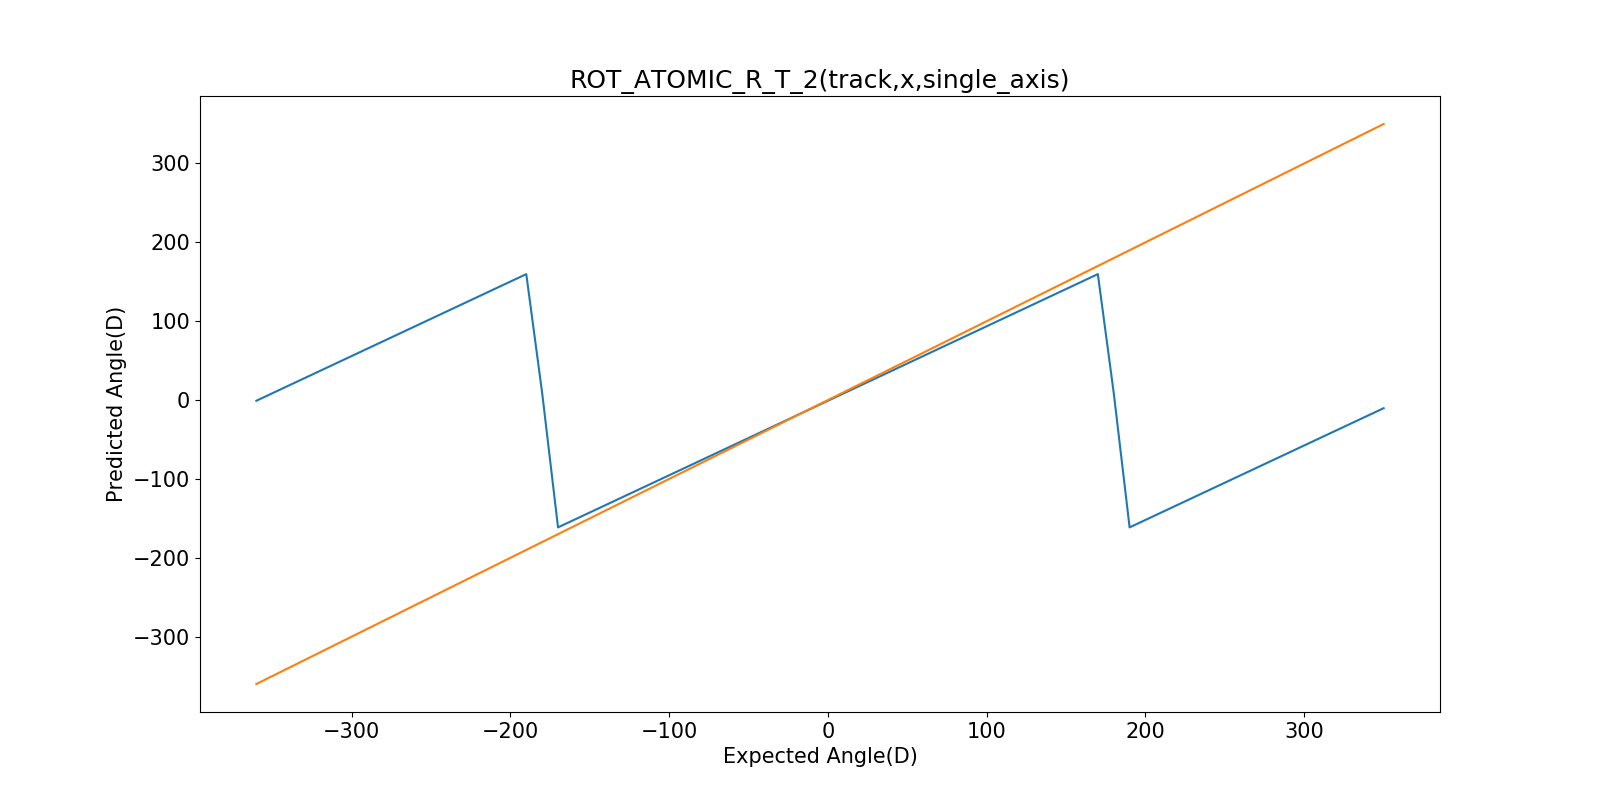 ROT_ATOMIC_R_T_2(track,x,single_axis)
Predicted Angle(D)
300
200
100
0
−100
−200
−300
−300 −200 −100 0 100 200 300
Expected Angle(D)